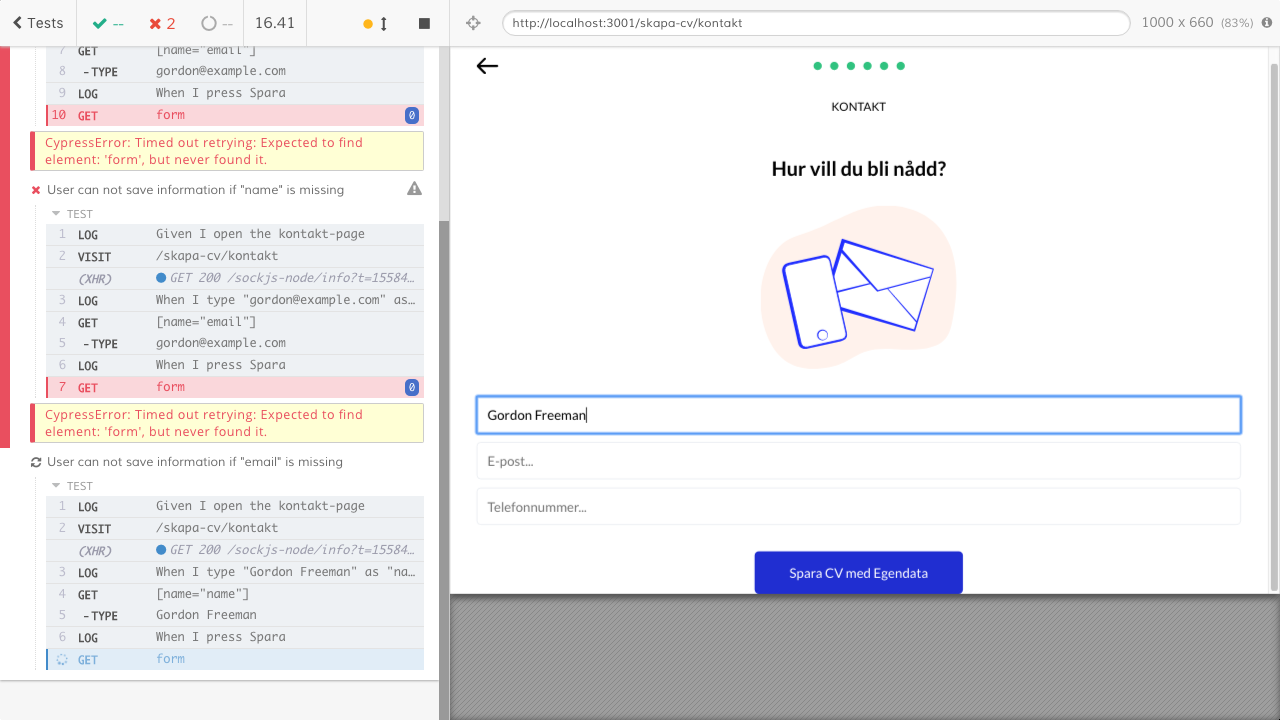 Tests
--
2
--
16.41
http://localhost:3001/skapa-cv/kontakt
1000 x 660 (83%)
7 GET [name="email"]
8 -TYPE gordon@example.com
9 LOG When I press Spara
10 GET form 0
CypressError: Timed out retrying: Expected to find
element: 'form', but never found it.
User can not save information if "name" is missing
TEST
1 LOG Given I open the kontakt-page
2 VISIT /skapa-cv/kontakt
(XHR) GET 200 /sockjs-node/info?t=15584…
3 LOG When I type "gordon@example.com" as…
4 GET [name="email"]
5 -TYPE gordon@example.com
6 LOG When I press Spara
7 GET form 0
CypressError: Timed out retrying: Expected to find
element: 'form', but never found it.
User can not save information if "email" is missing
TEST
1 LOG Given I open the kontakt-page
2 VISIT /skapa-cv/kontakt
(XHR) GET 200 /sockjs-node/info?t=15584…
3 LOG When I type "Gordon Freeman" as "na…
4 GET [name="name"]
5 -TYPE Gordon Freeman
6 LOG When I press Spara
GET form
KONTAKT
Hur vill du bli nådd?
Gordon Freeman
E-post...
Telefonnummer...
Spara CV med Egendata